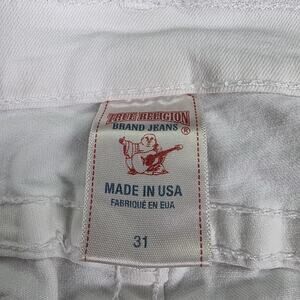 TRUE RELIGION
BRAND JEANS ®
MADE IN USA
FABRIQUÉ EN EUA
31